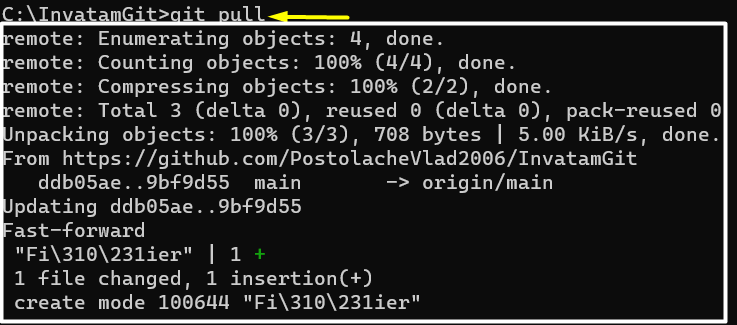 C:\InvatamGit>git pull
remote: Enumerating objects: 4, done.
remote: Counting objects: 100% (4/4), done.
remote: Compressing objects: 100% (2/2), done.
remote: Total 3 (delta 0), reused 0 (delta 0), pack-reused 0
Unpacking objects: 100% (3/3), 708 bytes | 5.00 KiB/s, done.
From https://github.com/PostolacheVlad2006/InvatamGit
   ddb05ae..9bf9d55  main       -> origin/main
Updating ddb05ae..9bf9d55
Fast-forward
 "Fi\310\231ier" | 1 +
 1 file changed, 1 insertion(+)
 create mode 100644 "Fi\310\231ier"